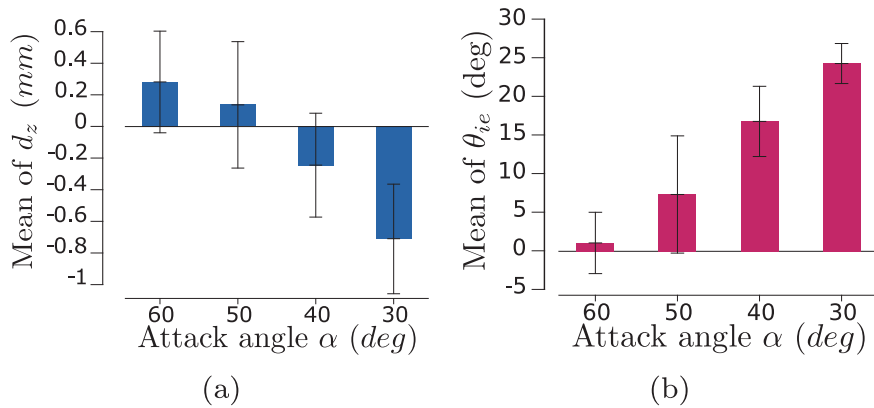 Mean of d_z (mm)
0.6
0.4
0.2
0
-0.2
-0.4
-0.6
-0.8
-1
60 50 40 30
Attack angle α (deg)
(a)
Mean of θ_ie (deg)
30
25
20
15
10
5
0
-5
60 50 40 30
Attack angle α (deg)
(b)